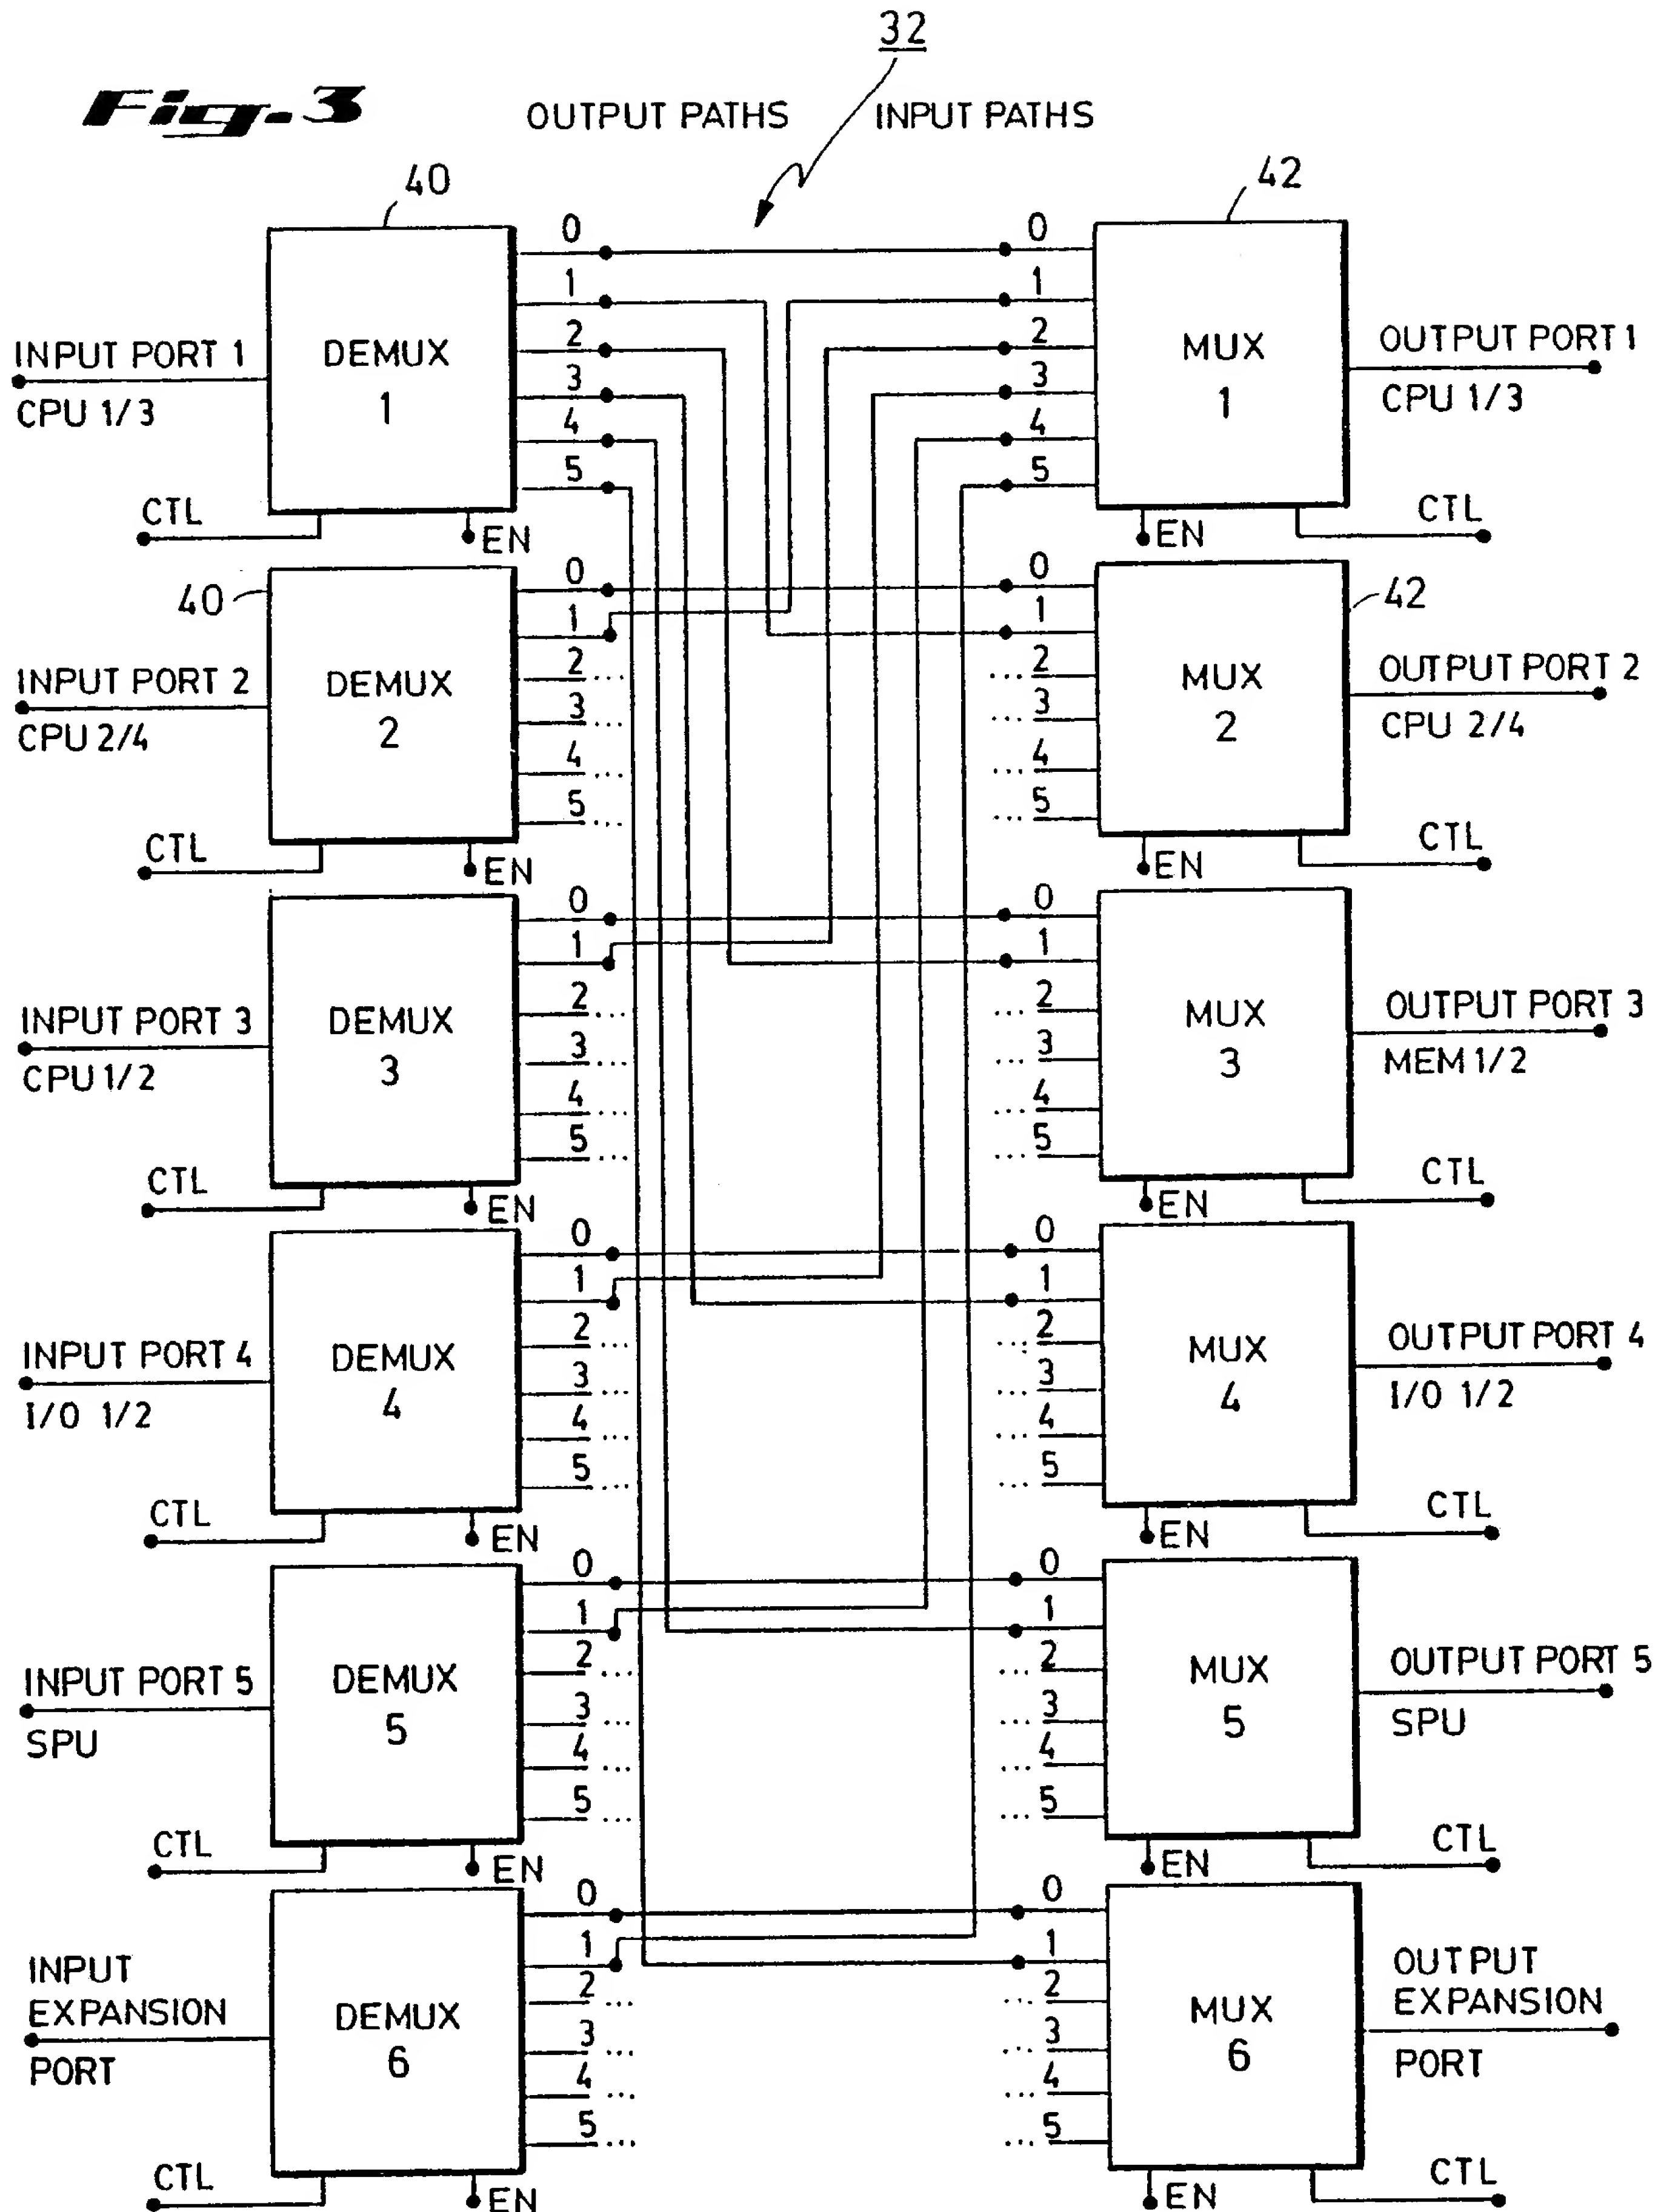 32
Fig.3
OUTPUT PATHS INPUT PATHS
40
42
INPUT PORT 1
CPU 1/3
DEMUX
1
0
1
2
3
4
5
CTL
EN
0
1
2
3
4
5
MUX
1
OUTPUT PORT 1
CPU 1/3
EN
CTL
40
INPUT PORT 2
CPU 2/4
DEMUX
2
0
1
2...
3...
4...
5...
CTL
EN
0
1
...2
...3
...4
...5
MUX
2
42
OUTPUT PORT 2
CPU 2/4
EN
CTL
INPUT PORT 3
CPU 1/2
DEMUX
3
0
1
2...
3...
4...
5...
CTL
EN
0
1
...2
...3
...4
...5
MUX
3
OUTPUT PORT 3
MEM 1/2
EN
CTL
INPUT PORT 4
I/O 1/2
DEMUX
4
0
1
2...
3...
4...
5...
CTL
EN
0
1
...2
...3
...4
...5
MUX
4
OUTPUT PORT 4
I/O 1/2
EN
CTL
INPUT PORT 5
SPU
DEMUX
5
0
1
2...
3...
4...
5...
CTL
EN
0
1
...2
...3
...4
...5
MUX
5
OUTPUT PORT 5
SPU
EN
CTL
INPUT
EXPANSION
PORT
DEMUX
6
0
1
2...
3...
4...
5...
CTL
EN
0
1
...2
...3
...4
...5
MUX
6
OUTPUT
EXPANSION
PORT
EN
CTL